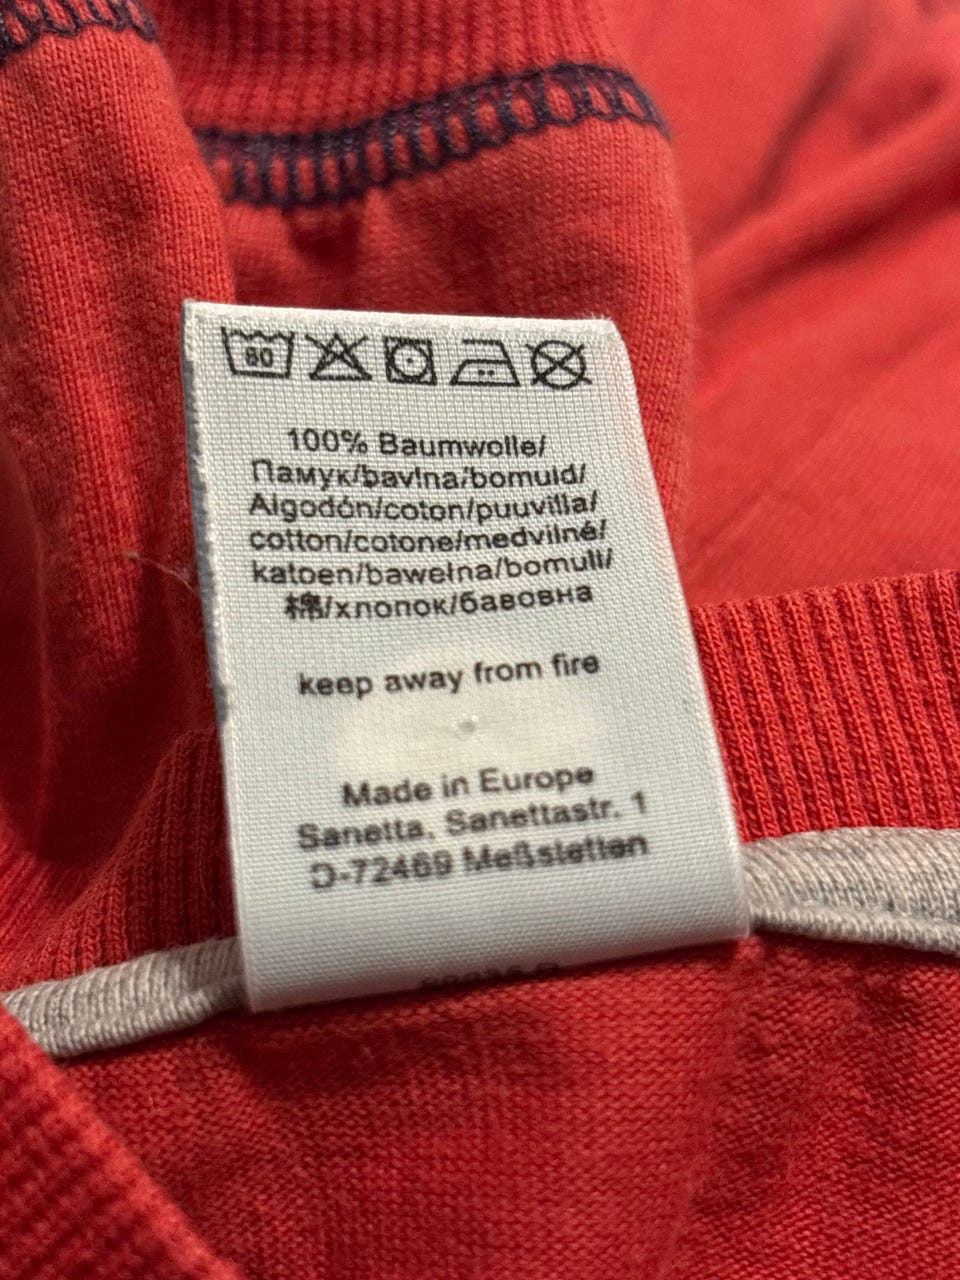 100% Baumwolle/
Памук/bavlna/bomuld/
Algodón/coton/puuvilla/
cotton/cotone/medvilné/
katoen/bawełna/bomull/
棉/хлопок/бавовна
keep away from fire
Made in Europe
Sanetta, Sanettastr. 1
D-72469 Meßstetten